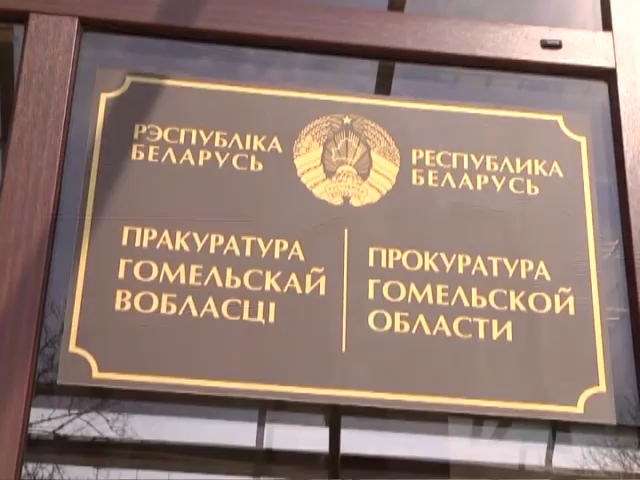 РЭСПУБЛІКА
БЕЛАРУСЬ
РЕСПУБЛИКА
БЕЛАРУСЬ
ПРАКУРАТУРА
ГОМЕЛЬСКАЙ
ВОБЛАСЦІ
ПРОКУРАТУРА
ГОМЕЛЬСКОЙ
ОБЛАСТИ